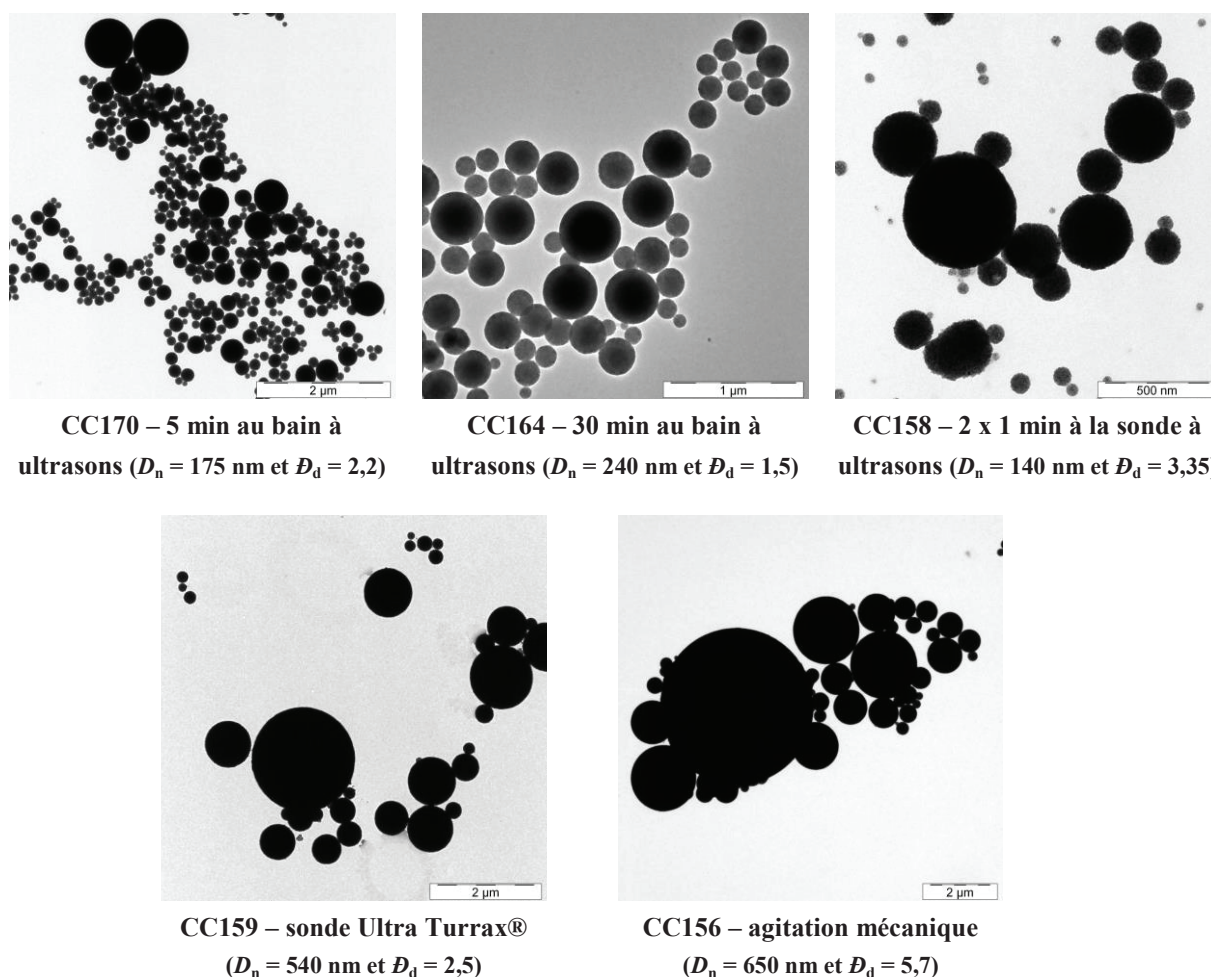 2 µm
1 µm
500 nm
CC170 – 5 min au bain à
ultrasons (Dn = 175 nm et Đd = 2,2)
CC164 – 30 min au bain à
ultrasons (Dn = 240 nm et Đd = 1,5)
CC158 – 2 x 1 min à la sonde à
ultrasons (Dn = 140 nm et Đd = 3,35)
2 µm
2 µm
CC159 – sonde Ultra Turrax®
(Dn = 540 nm et Đd = 2,5)
CC156 – agitation mécanique
(Dn = 650 nm et Đd = 5,7)